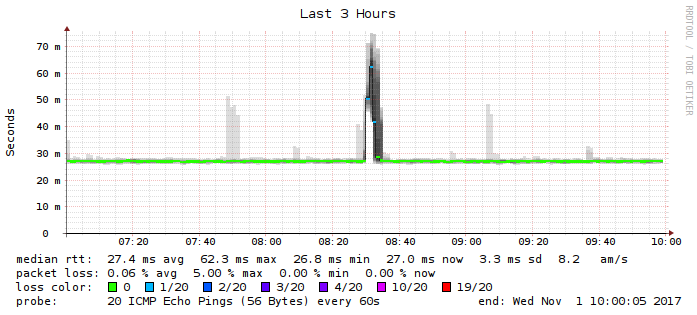 Last 3 Hours
RRDTOOL / TOBI OETIKER
Seconds
70 m
60 m
50 m
40 m
30 m
20 m
10 m
0
07:20 07:40 08:00 08:20 08:40 09:00 09:20 09:40 10:00
median rtt: 27.4 ms avg 62.3 ms max 26.8 ms min 27.0 ms now 3.3 ms sd 8.2 am/s
packet loss: 0.06 % avg 5.00 % max 0.00 % min 0.00 % now
loss color: 0 1/20 2/20 3/20 4/20 10/20 19/20
probe: 20 ICMP Echo Pings (56 Bytes) every 60s end: Wed Nov 1 10:00:05 2017